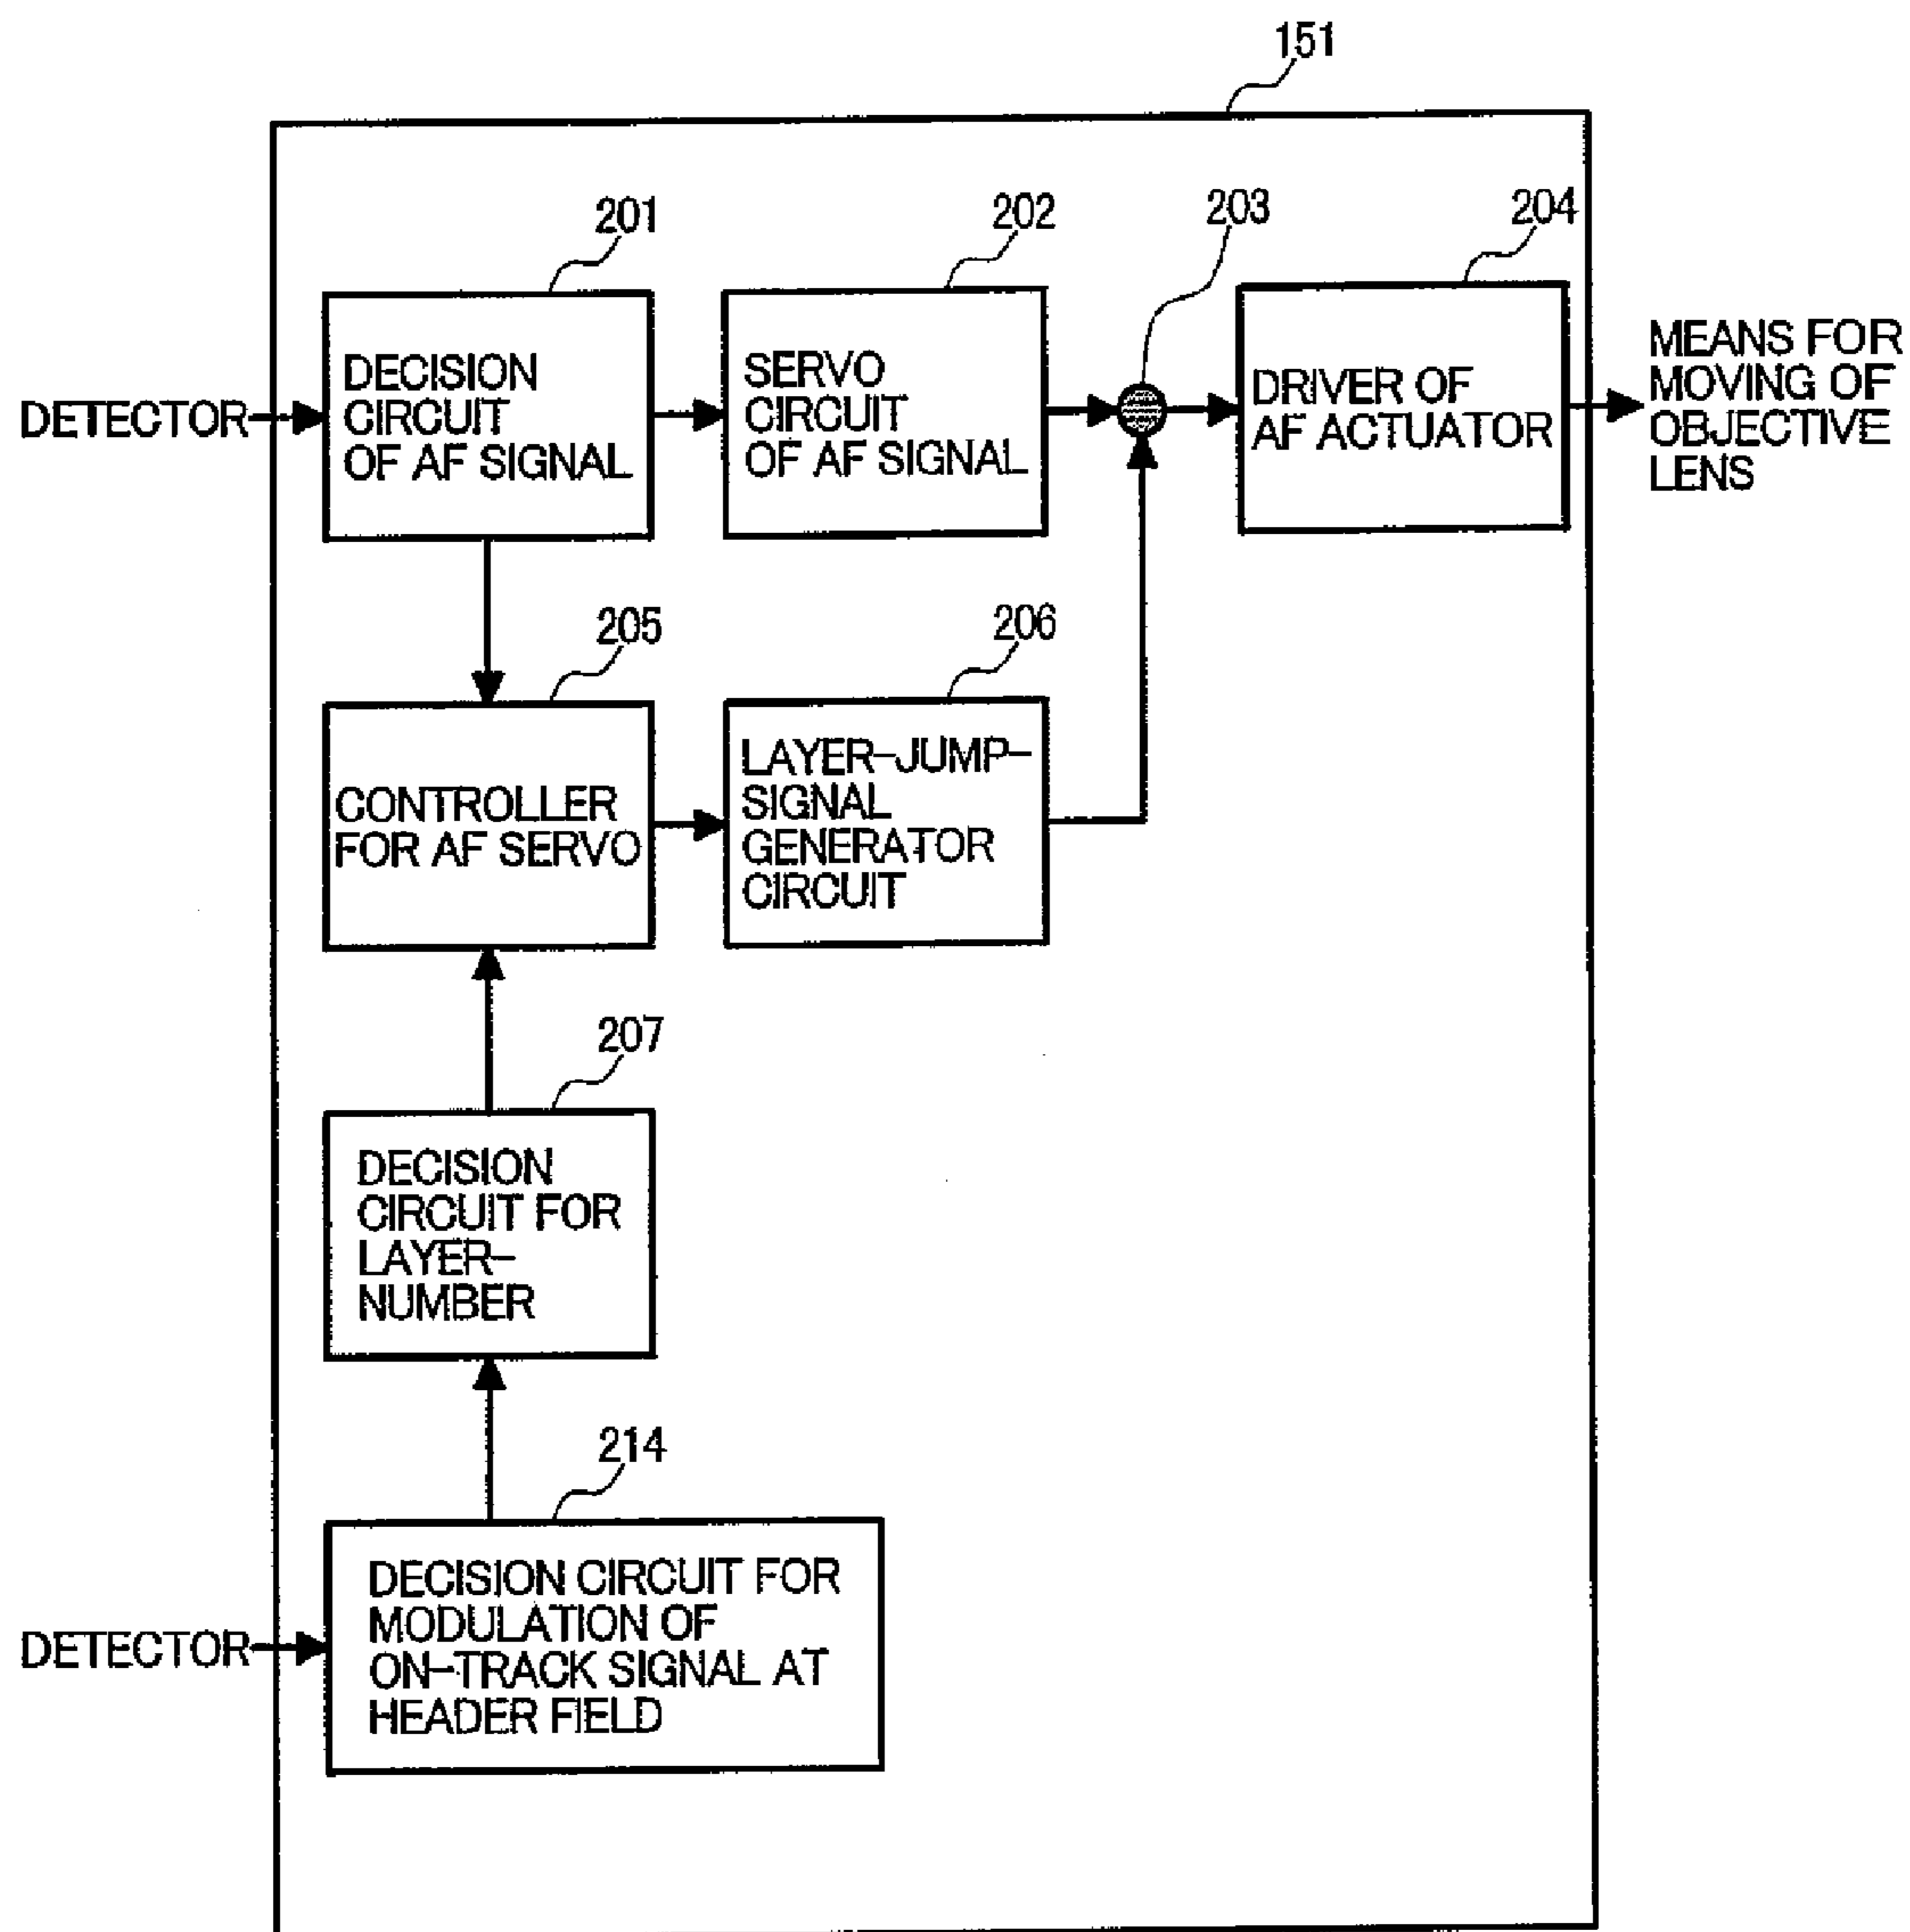 151
201
202
203
204
DECISION
CIRCUIT
OF AF SIGNAL
SERVO
CIRCUIT
OF AF SIGNAL
DRIVER OF
AF ACTUATOR
DETECTOR
MEANS FOR
MOVING OF
OBJECTIVE
LENS
205
206
CONTROLLER
FOR AF SERVO
LAYER-JUMP-
SIGNAL
GENERATOR
CIRCUIT
207
DECISION
CIRCUIT FOR
LAYER-
NUMBER
214
DECISION CIRCUIT FOR
MODULATION OF
ON-TRACK SIGNAL AT
HEADER FIELD
DETECTOR